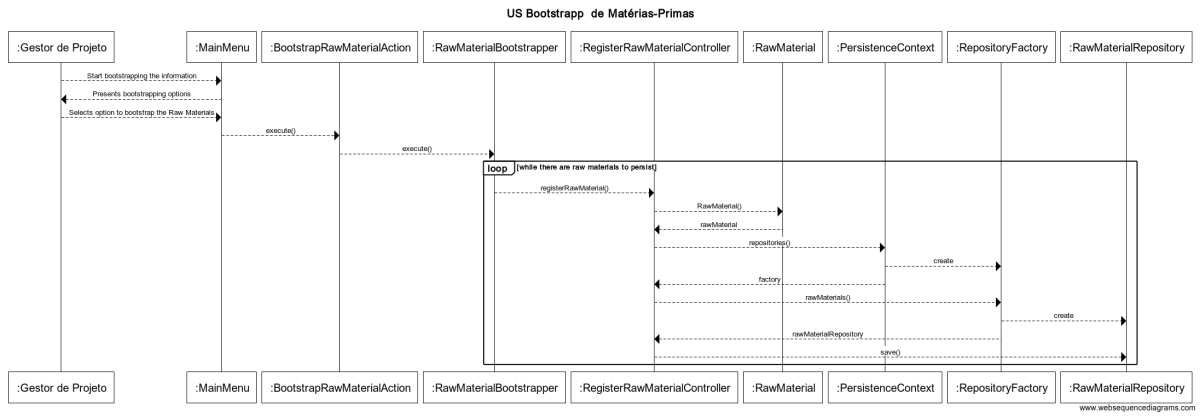 US Bootstrapp de Matérias-Primas
:Gestor de Projeto :MainMenu :BootstrapRawMaterialAction :RawMaterialBootstrapper :RegisterRawMaterialController :RawMaterial :PersistenceContext :RepositoryFactory :RawMaterialRepository
Start bootstrapping the information
Presents bootstrapping options
Selects option to bootstrap the Raw Materials
execute()
execute()
loop [while there are raw materials to persist]
registerRawMaterial()
RawMaterial()
rawMaterial
repositories()
create
factory
rawMaterials()
create
rawMaterialRepository
save()
:Gestor de Projeto :MainMenu :BootstrapRawMaterialAction :RawMaterialBootstrapper :RegisterRawMaterialController :RawMaterial :PersistenceContext :RepositoryFactory :RawMaterialRepository
www.websequencediagrams.com